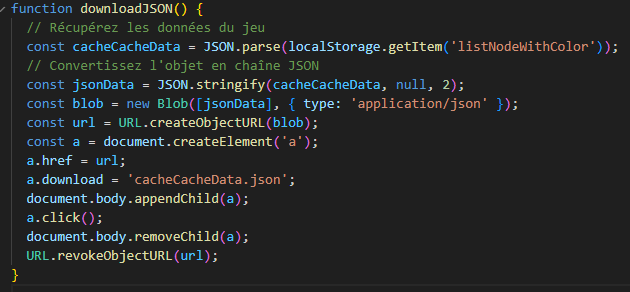 function downloadJSON() {
// Récupérez les données du jeu
const cacheCacheData = JSON.parse(localStorage.getItem('listNodeWithColor'));
// Convertissez l'objet en chaîne JSON
const jsonData = JSON.stringify(cacheCacheData, null, 2);
const blob = new Blob([jsonData], { type: 'application/json' });
const url = URL.createObjectURL(blob);
const a = document.createElement('a');
a.href = url;
a.download = 'cacheCacheData.json';
document.body.appendChild(a);
a.click();
document.body.removeChild(a);
URL.revokeObjectURL(url);
}